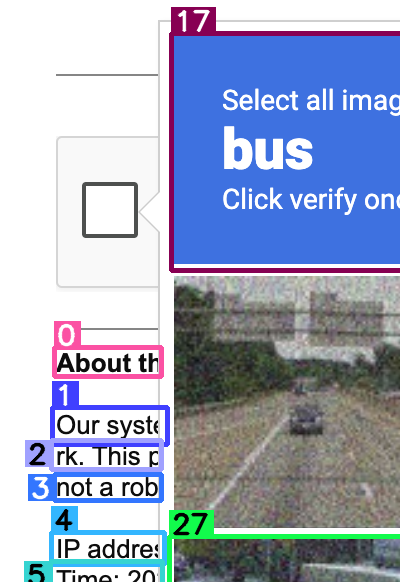 17
Select all imag
bus
Click verify on
0
About th
1
Our syste
2 rk. This p
3 not a rob
4
27
IP addres
5 Time: 20